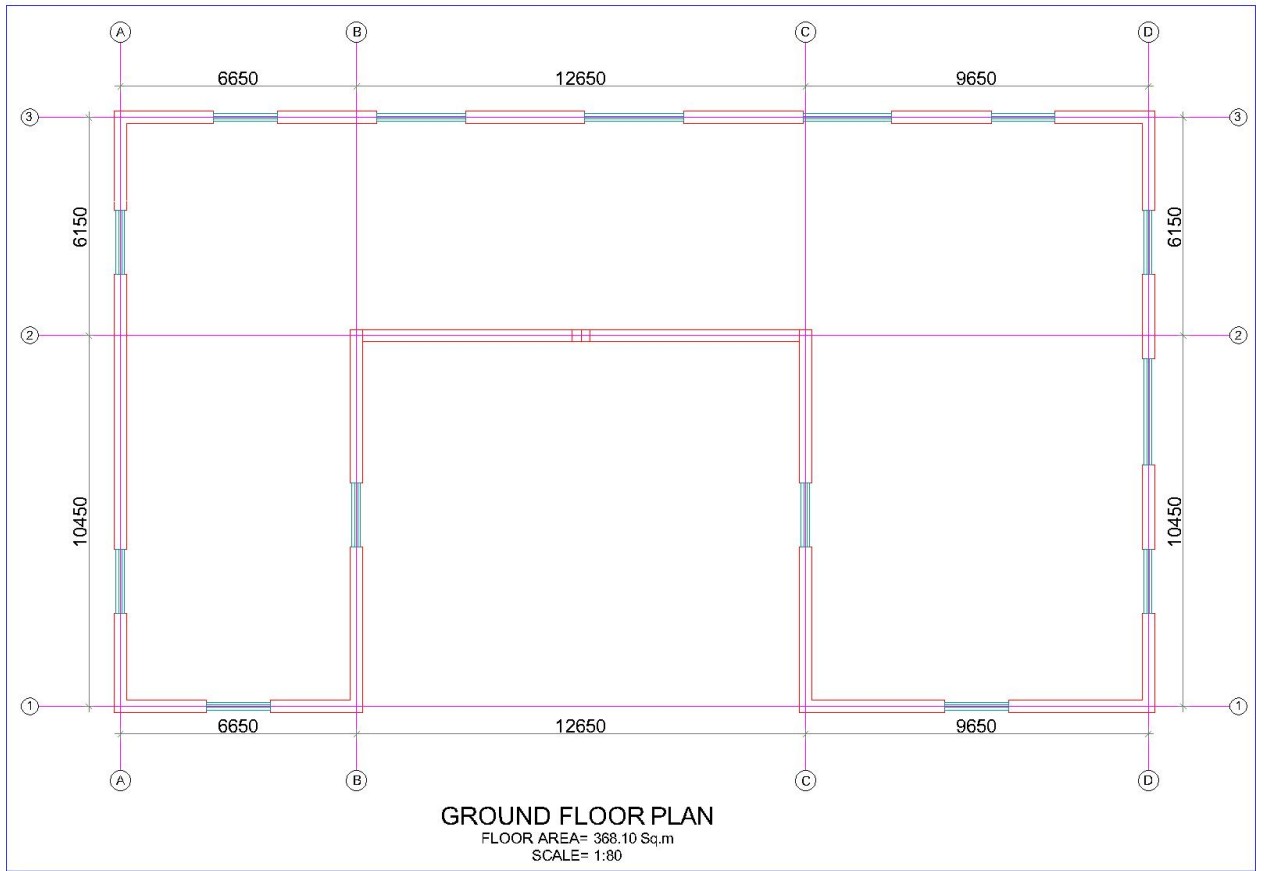 A B C D
6650 12650 9650
3 3
6150 6150
2 2
10450 10450
1 1
6650 12650 9650
A B C D
GROUND FLOOR PLAN
FLOOR AREA= 368.10 Sq.m
SCALE= 1:80